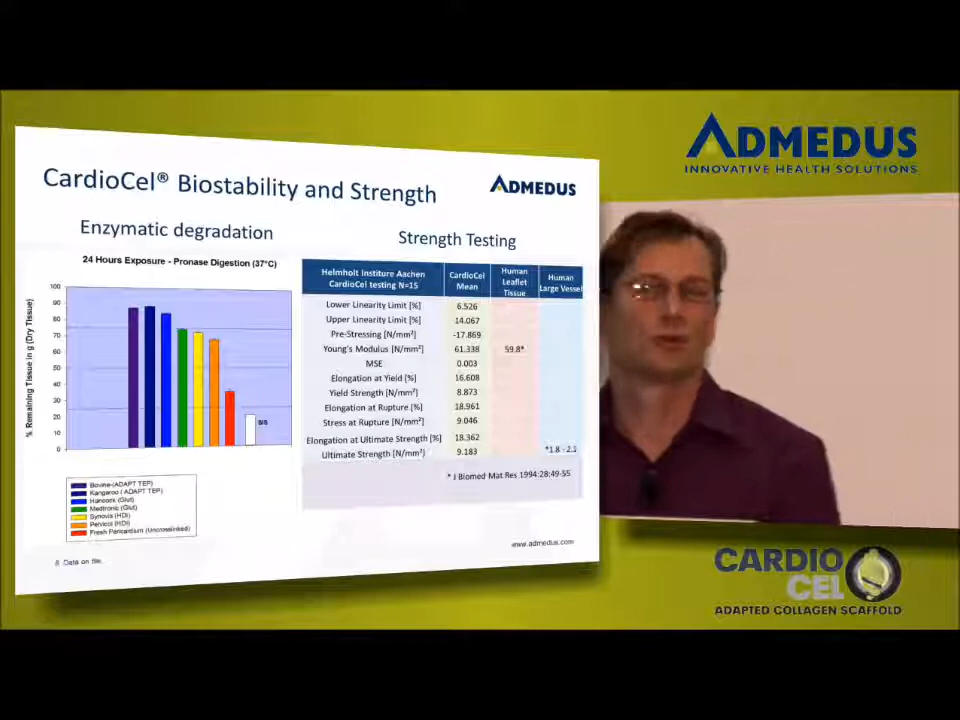 ADMEDUS
INNOVATIVE HEALTH SOLUTIONS
CardioCel® Biostability and Strength
ADMEDUS
Enzymatic degradation
24 Hours Exposure - Pronase Digestion (37°C)
% Remaining Tissue in g (Dry Tissue)
100
90
80
70
60
50
40
30
20
10
0
Bovine-(ADAPT TEP)
Kangaroo ( ADAPT TEP)
Hancock (Glut)
Medtronic (Glut)
Synovis (HDI)
Pericol (HDI)
Fresh Pericardium (Uncrosslinked)
8. Data on file.
Strength Testing
Helmholt Institure Aachen CardioCel Human Human
CardioCel testing N=15 Mean Leaflet Large Vessel
Tissue
Lower Linearity Limit [%] 6.526
Upper Linearity Limit [%] 14.067
Pre-Stressing [N/mm²] -17.869
Young's Modulus [N/mm²] 61.338 59.8*
MSE 0.003
Elongation at Yield [%] 16.608
Yield Strength [N/mm²] 8.873
Elongation at Rupture [%] 18.961
Stress at Rupture [N/mm²] 9.046
Elongation at Ultimate Strength [%] 18.362
Ultimate Strength [N/mm²] 9.183 *1.8 - 2.1
* J Biomed Mat Res 1994:28:49-55
www.admedus.com
CARDIO
CEL
ADAPTED COLLAGEN SCAFFOLD